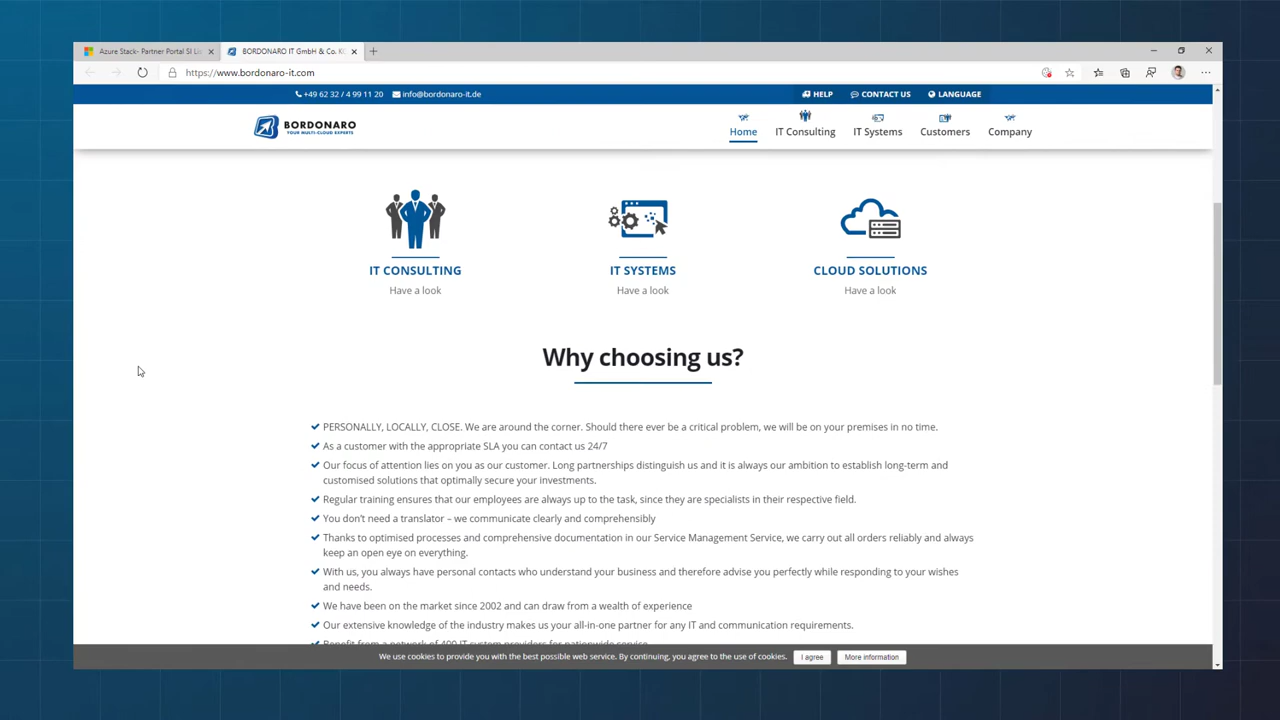 Azure Stack- Partner Portal SI Lis
BORDONARO IT GmbH & Co. KG
https://www.bordonaro-it.com
+49 62 32 / 4 99 11 20 info@bordonaro-it.de HELP CONTACT US LANGUAGE
BORDONARO
YOUR MULTI-CLOUD EXPERTS
Home IT Consulting IT Systems Customers Company
IT CONSULTING IT SYSTEMS CLOUD SOLUTIONS
Have a look Have a look Have a look
Why choosing us?
PERSONALLY, LOCALLY, CLOSE. We are around the corner. Should there ever be a critical problem, we will be on your premises in no time.
As a customer with the appropriate SLA you can contact us 24/7
Our focus of attention lies on you as our customer. Long partnerships distinguish us and it is always our ambition to establish long-term and
customised solutions that optimally secure your investments.
Regular training ensures that our employees are always up to the task, since they are specialists in their respective field.
You don't need a translator – we communicate clearly and comprehensibly
Thanks to optimised processes and comprehensive documentation in our Service Management Service, we carry out all orders reliably and always
keep an open eye on everything.
With us, you always have personal contacts who understand your business and therefore advise you perfectly while responding to your wishes
and needs.
We have been on the market since 2002 and can draw from a wealth of experience
Our extensive knowledge of the industry makes us your all-in-one partner for any IT and communication requirements.
Benefit from a network of 400 IT system providers for nationwide service
We use cookies to provide you with the best possible web service. By continuing, you agree to the use of cookies. I agree More information